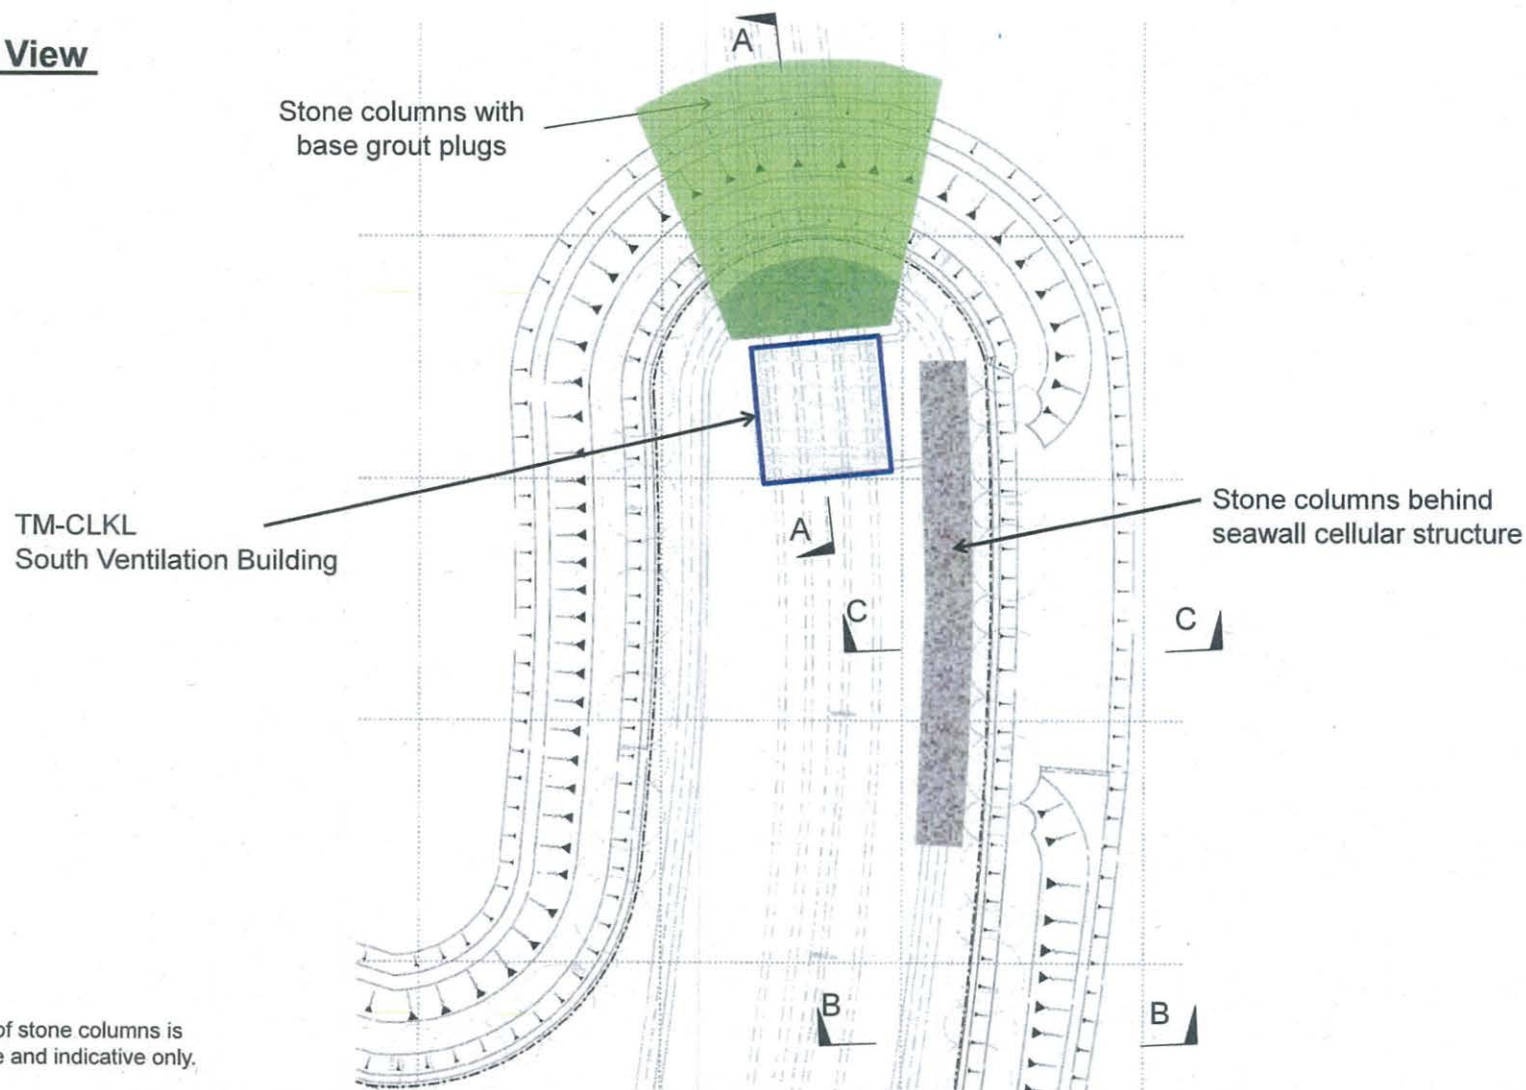 View
A
Stone columns with
base grout plugs
TM-CLKL
South Ventilation Building
A
Stone columns behind
seawall cellular structure
C
C
B
B
of stone columns is
and indicative only.